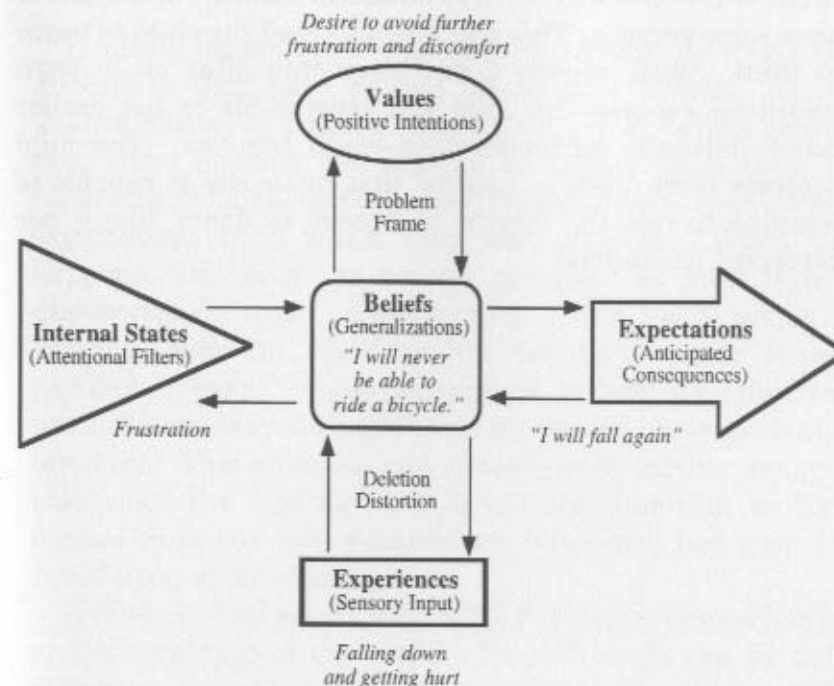 Desire to avoid further
frustration and discomfort
Values
(Positive Intentions)
Problem
Frame
Internal States
(Attentional Filters)
Frustration
Beliefs
(Generalizations)
"I will never
be able to
ride a bicycle."
Expectations
(Anticipated
Consequences)
"I will fall again"
Deletion
Distortion
Experiences
(Sensory Input)
Falling down
and getting hurt